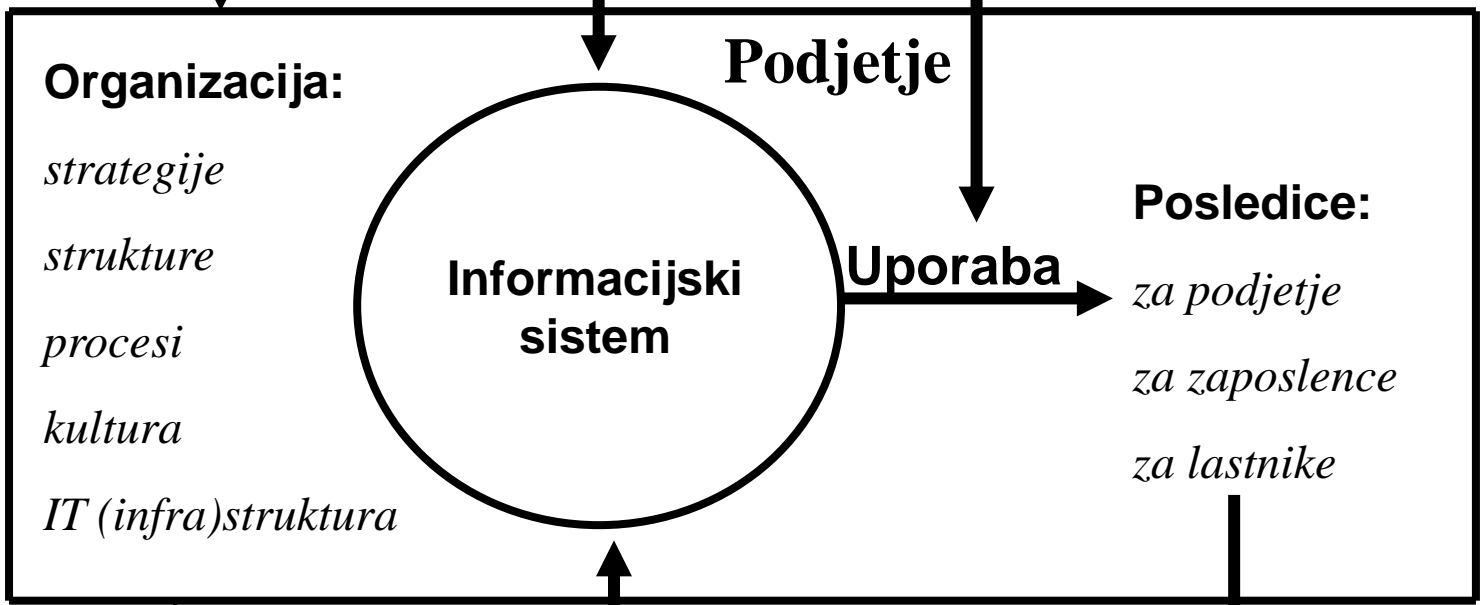 Podjetje
Organizacija:
strategije
strukture
procesi
kultura
IT (infra)struktura
Informacijski
sistem
Uporaba
Posledice:
za podjetje
za zaposlence
za lastnike